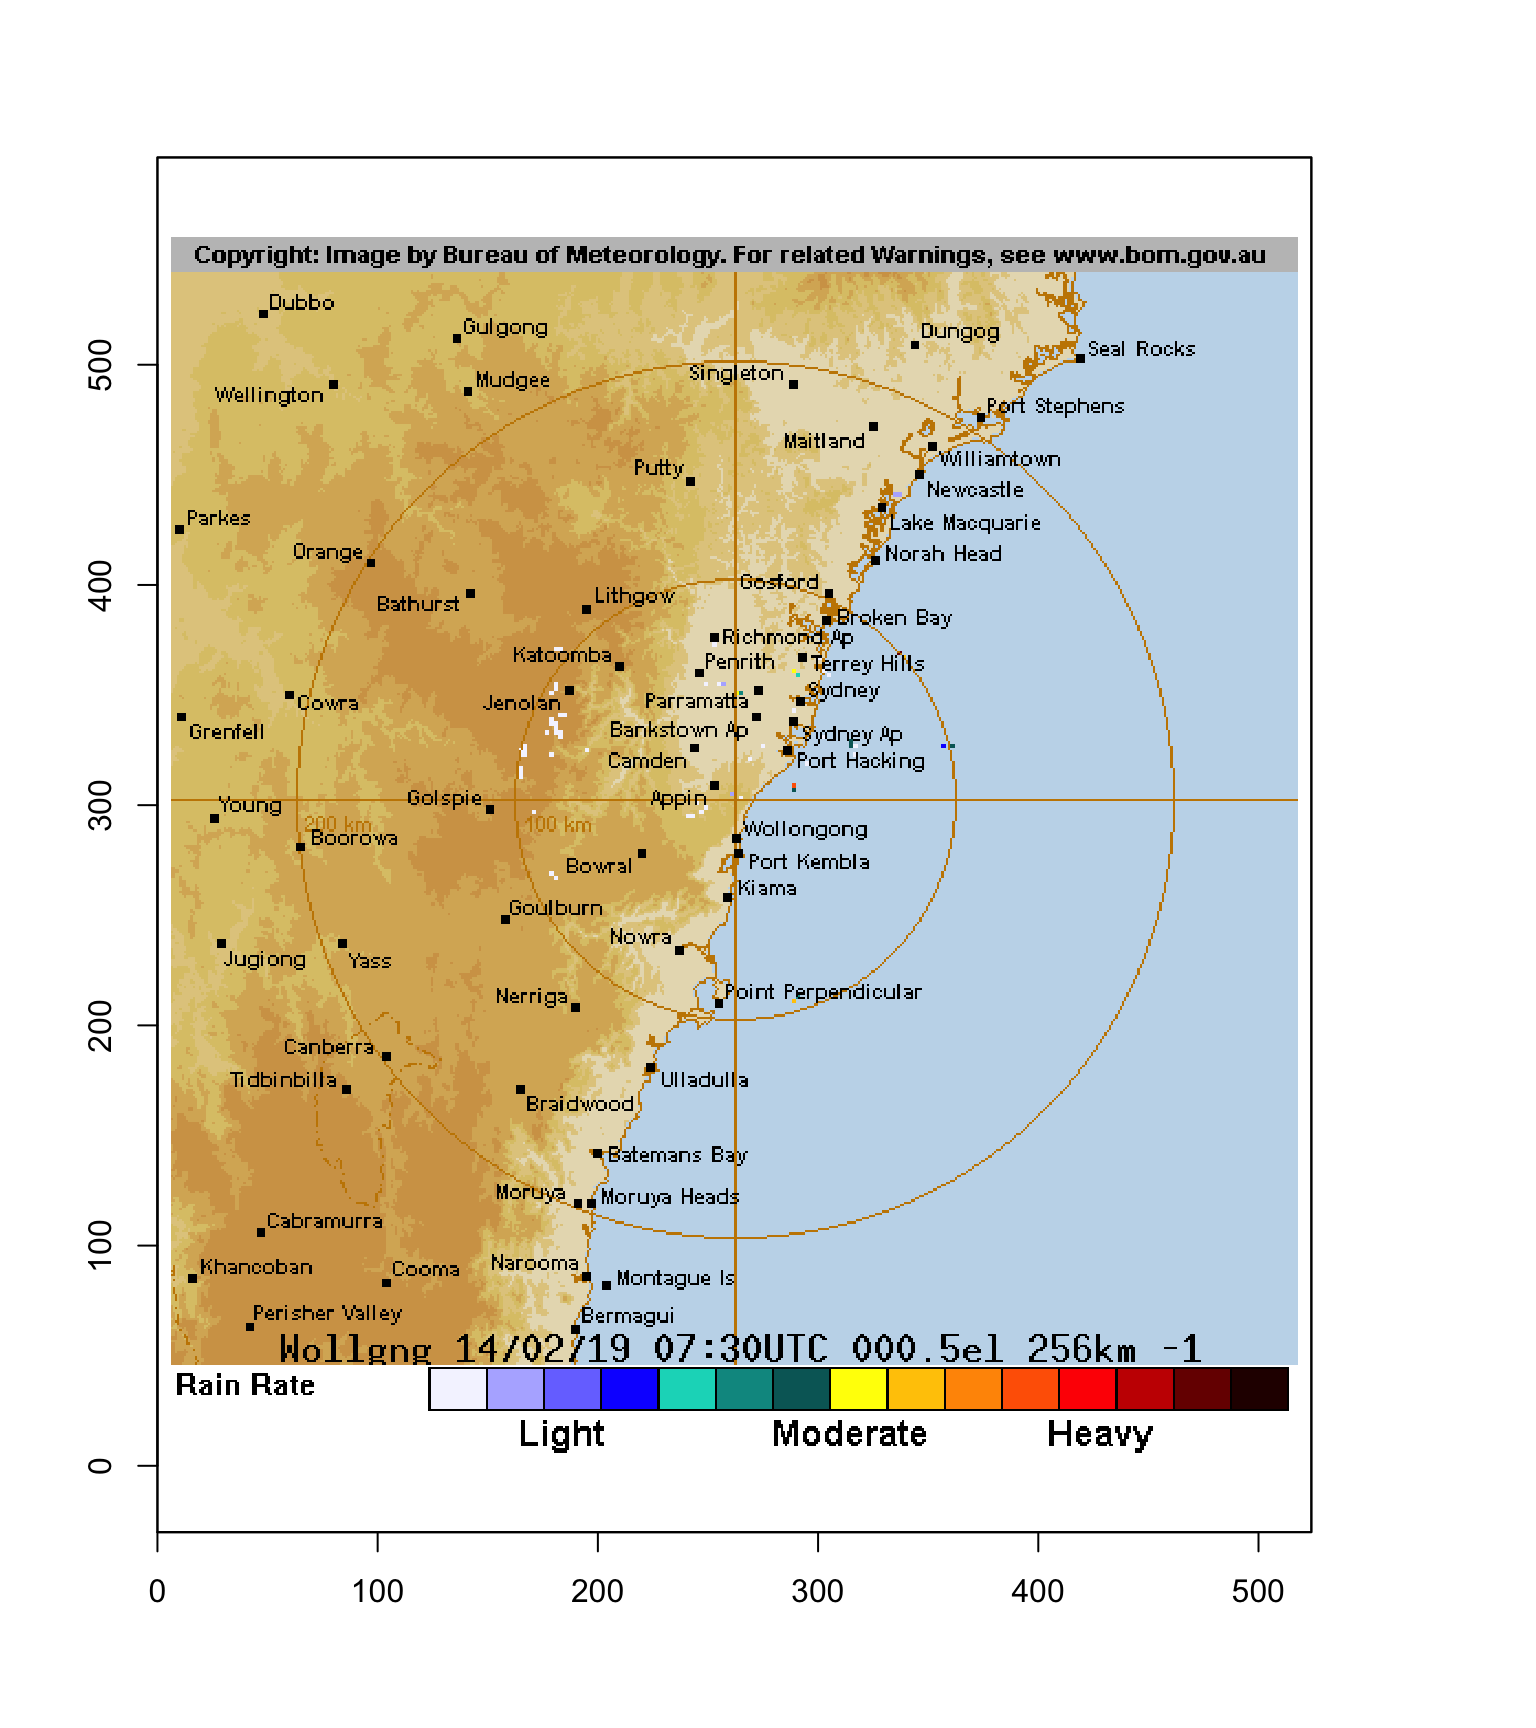 Copyright: Image by Bureau of Meteorology. For related Warnings, see www.bom.gov.au
Dubbo
Gulgong
Dungog
Seal Rocks
Wellington
Mudgee
Singleton
Port Stephens
Maitland
Williamtown
Putty
Newcastle
Parkes
Lake Macquarie
Orange
Norah Head
Bathurst
Lithgow
Gosford
Broken Bay
Richmond Ap
Katoomba
Penrith
Terrey Hills
Cowra
Jenolan
Parramatta
Sydney
Grenfell
Bankstown Ap
Sydney Ap
Camden
Port Hacking
Young
Golspie
Appin
200 km
100 km
Boorowa
Wollongong
Bowral
Port Kembla
Kiama
Goulburn
Nowra
Jugiong
Yass
Nerriga
Point Perpendicular
Canberra
Tidbinbilla
Ulladulla
Braidwood
Batemans Bay
Moruya
Moruya Heads
Cabramurra
Khancoban
Cooma
Narooma
Montague Is
Perisher Valley
Bermagui
Wollgng 14/02/19 07:30UTC 000.5el 256km -1
Rain Rate
Light Moderate Heavy
500
400
300
200
100
0
0 100 200 300 400 500